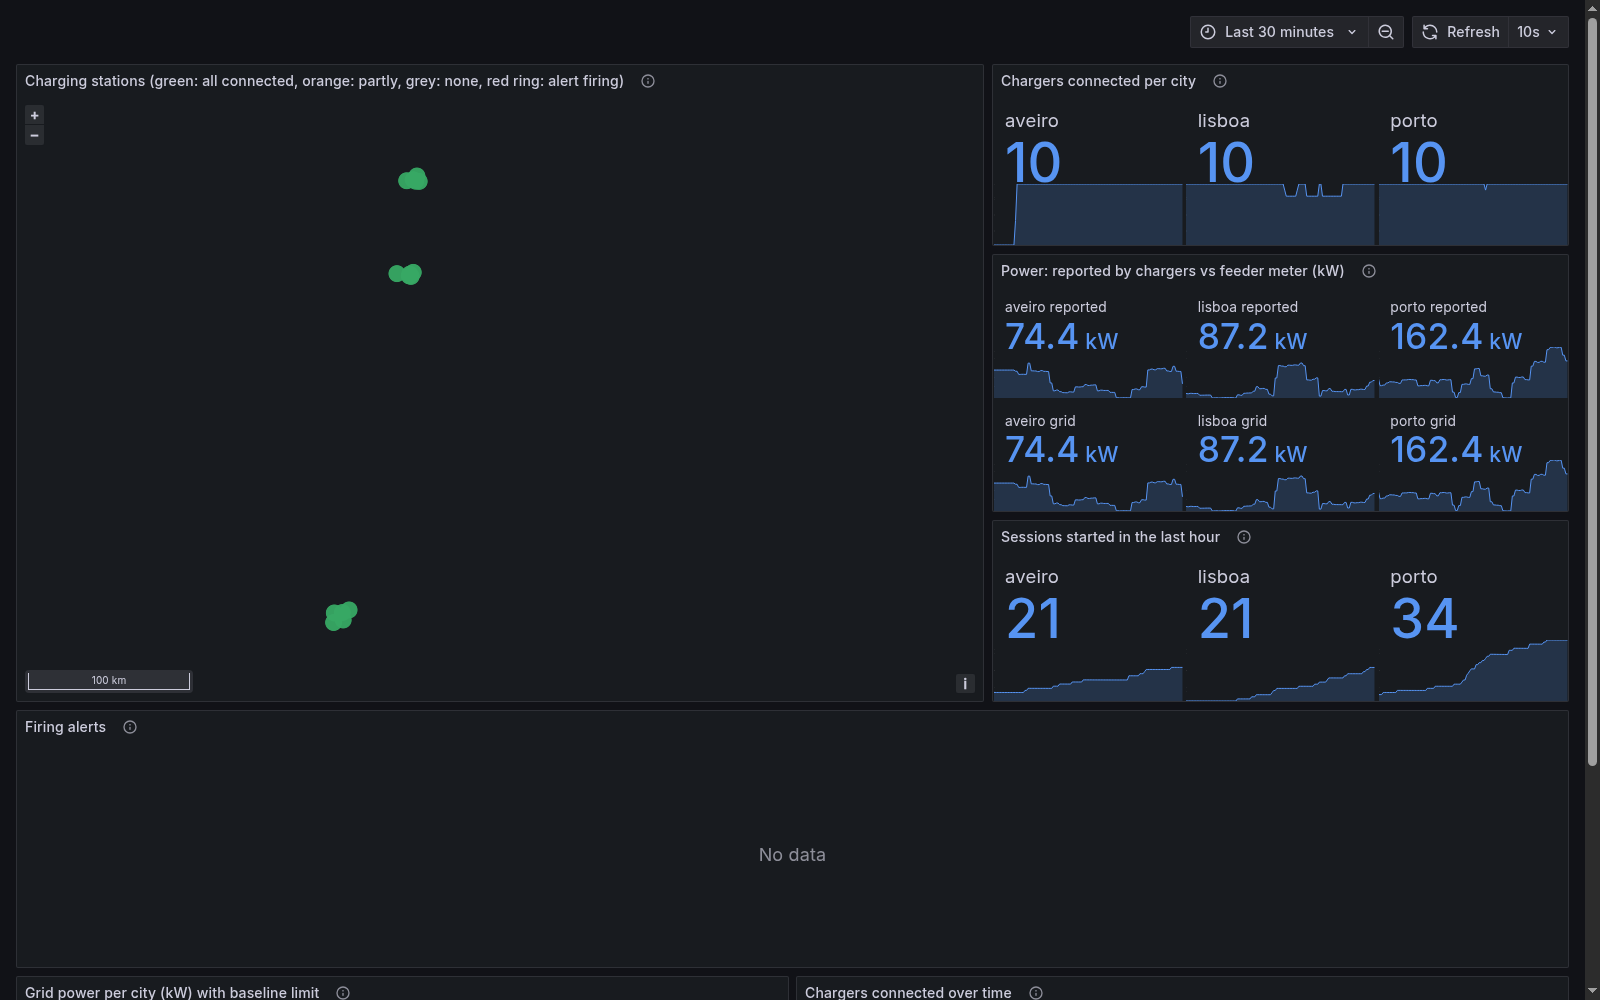 Last 30 minutes
Refresh
10s
Charging stations (green: all connected, orange: partly, grey: none, red ring: alert firing)
+
−
100 km
i
Chargers connected per city
aveiro
10
lisboa
10
porto
10
Power: reported by chargers vs feeder meter (kW)
aveiro reported
74.4 kW
lisboa reported
87.2 kW
porto reported
162.4 kW
aveiro grid
74.4 kW
lisboa grid
87.2 kW
porto grid
162.4 kW
Sessions started in the last hour
aveiro
21
lisboa
21
porto
34
Firing alerts
No data
Grid power per city (kW) with baseline limit
Chargers connected over time